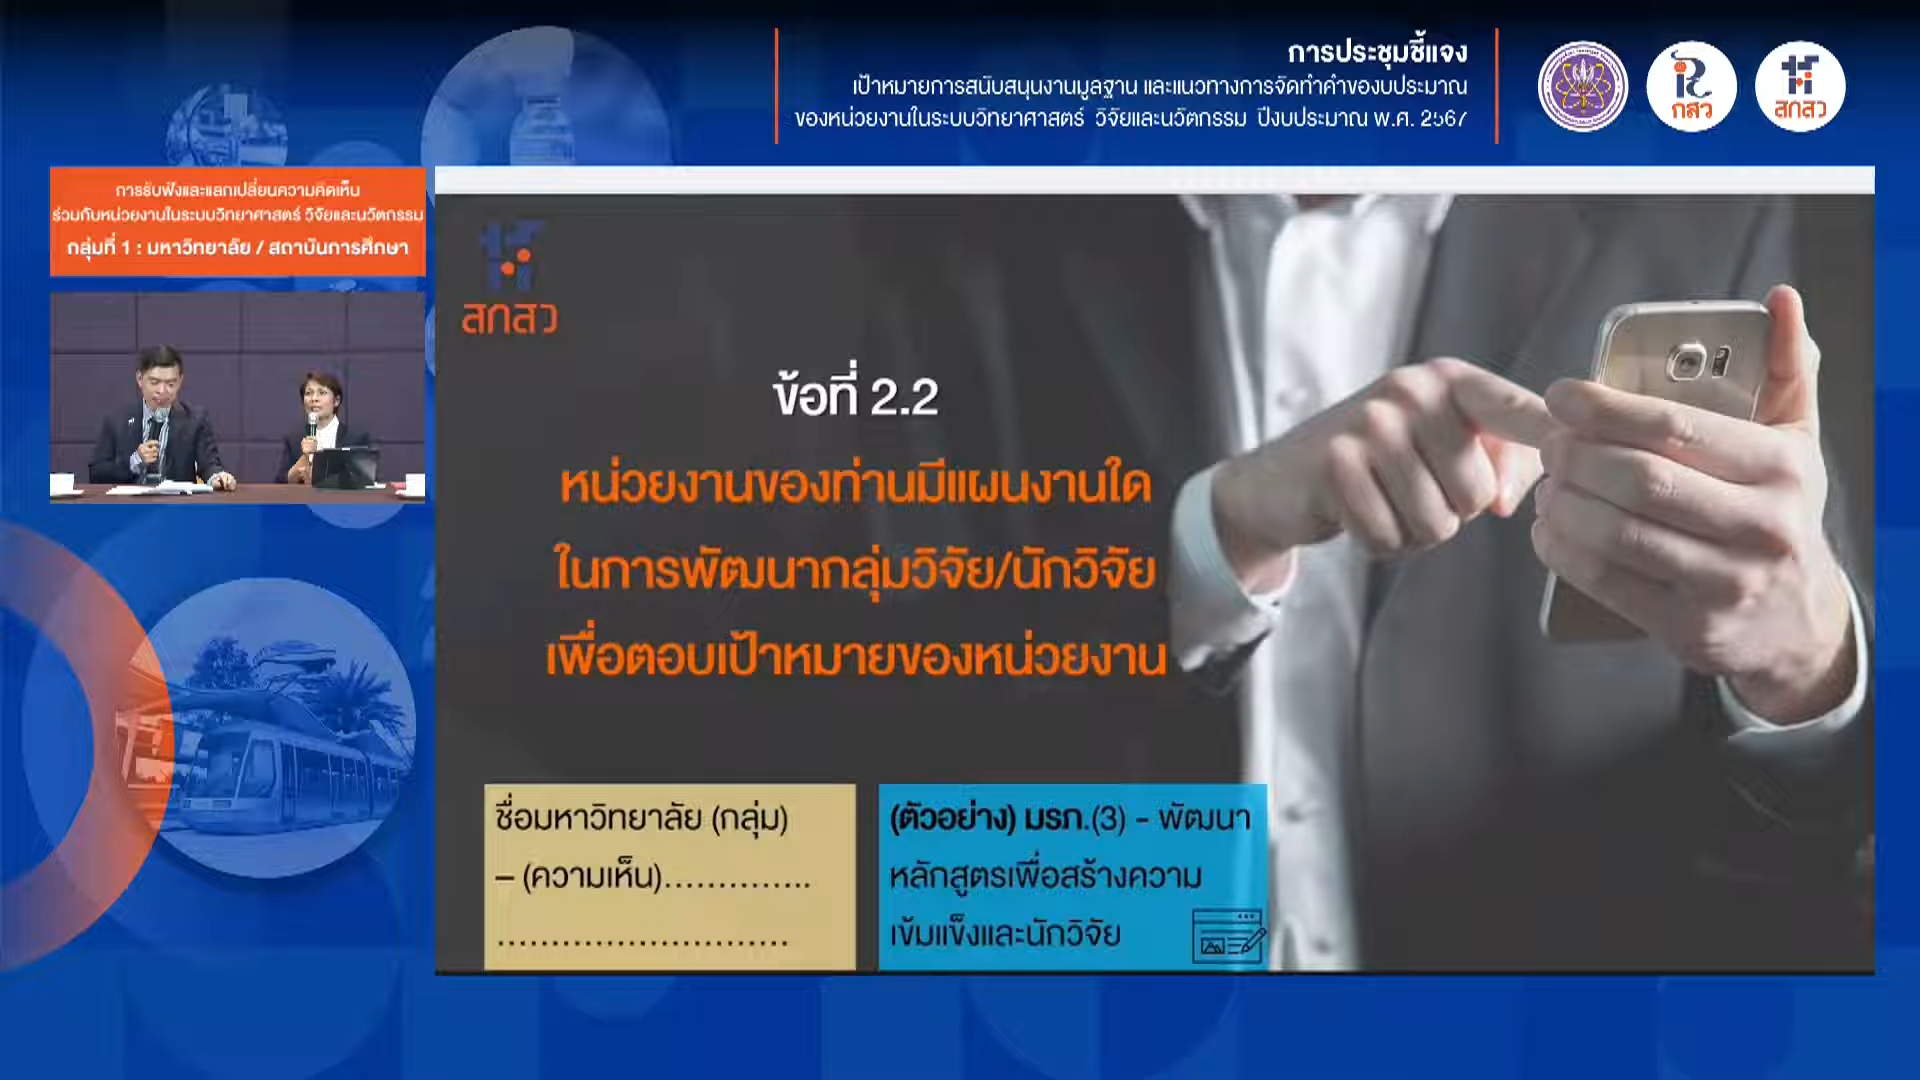 การประชุมชี้แจง
เป้าหมายการสนับสนุนงานมูลฐาน และแนวทางการจัดทำคำของบประมาณ
ของหน่วยงานในระบบวิทยาศาสตร์ วิจัยและนวัตกรรม ปีงบประมาณ พ.ศ. 2567
กสว
สกสว
การรับฟังและแลกเปลี่ยนความคิดเห็น
ร่วมกับหน่วยงานในระบบวิทยาศาสตร์ วิจัยและนวัตกรรม
กลุ่มที่ 1 : มหาวิทยาลัย / สถาบันการศึกษา
สกสว
ข้อที่ 2.2
หน่วยงานของท่านมีแผนงานใด
ในการพัฒนากลุ่มวิจัย/นักวิจัย
เพื่อตอบเป้าหมายของหน่วยงาน
ชื่อมหาวิทยาลัย (กลุ่ม)
– (ความเห็น)..............
...........................
(ตัวอย่าง) มรภ.(3) - พัฒนา
หลักสูตรเพื่อสร้างความ
เข้มแข็งและนักวิจัย